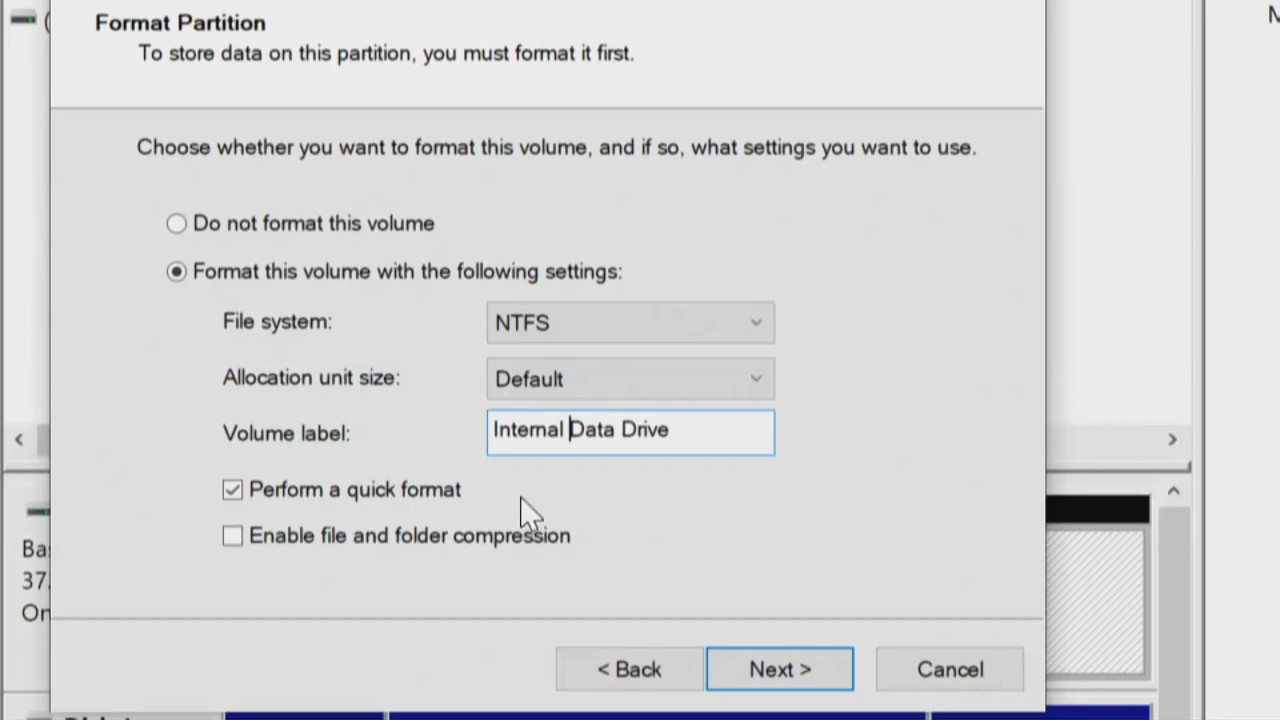 Format Partition
To store data on this partition, you must format it first.
Choose whether you want to format this volume, and if so, what settings you want to use.
Do not format this volume
Format this volume with the following settings:
File system:
NTFS
Allocation unit size:
Default
Volume label:
Internal Data Drive
Perform a quick format
Enable file and folder compression
Ba
37.
On
< Back
Next >
Cancel